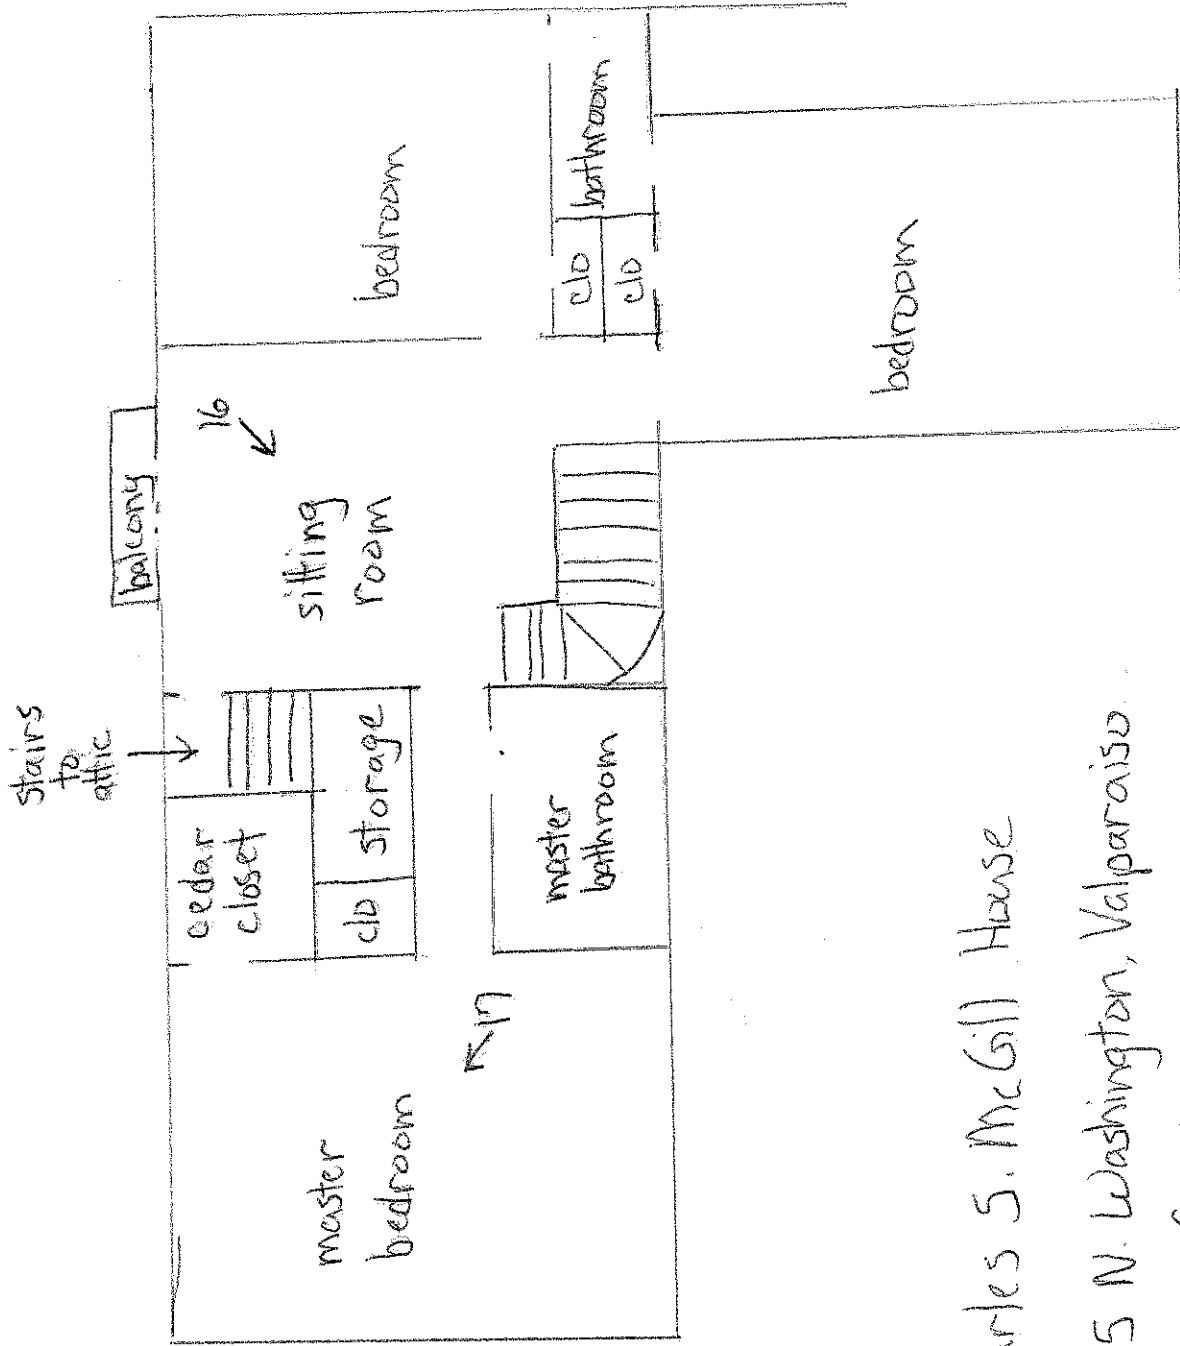 stairs
to
attic
balcony
16
bedroom
sitting
room
clo
clo
bathroom
cedar
closet
clo
storage
master
bathroom
bedroom
master
bedroom
17
rles S. McGill House
5 N. Washington, Valparaiso